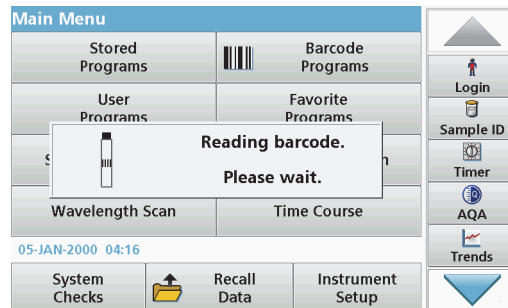 Main Menu
Stored
Programs
Barcode
Programs
User
Programs
Favorite
Programs
Reading barcode.
Please wait.
Wavelength Scan
Time Course
05-JAN-2000 04:16
System
Checks
Recall
Data
Instrument
Setup
Login
Sample ID
Timer
AQA
Trends